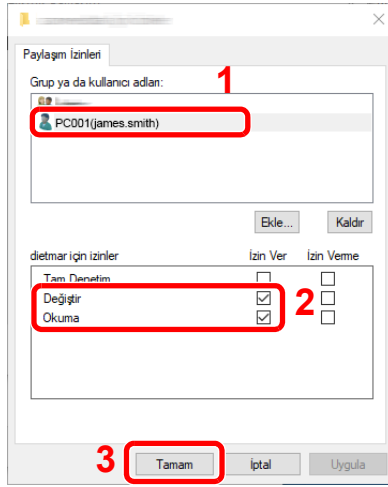 Paylaşım İzinleri
Grup ya da kullanıcı adları:
1
PC001(james.smith)
Ekle... Kaldır
dietmar için izinler İzin Ver İzin Verme
Tam Denetim
Değiştir
2
Okuma
3
Tamam İptal Uygula